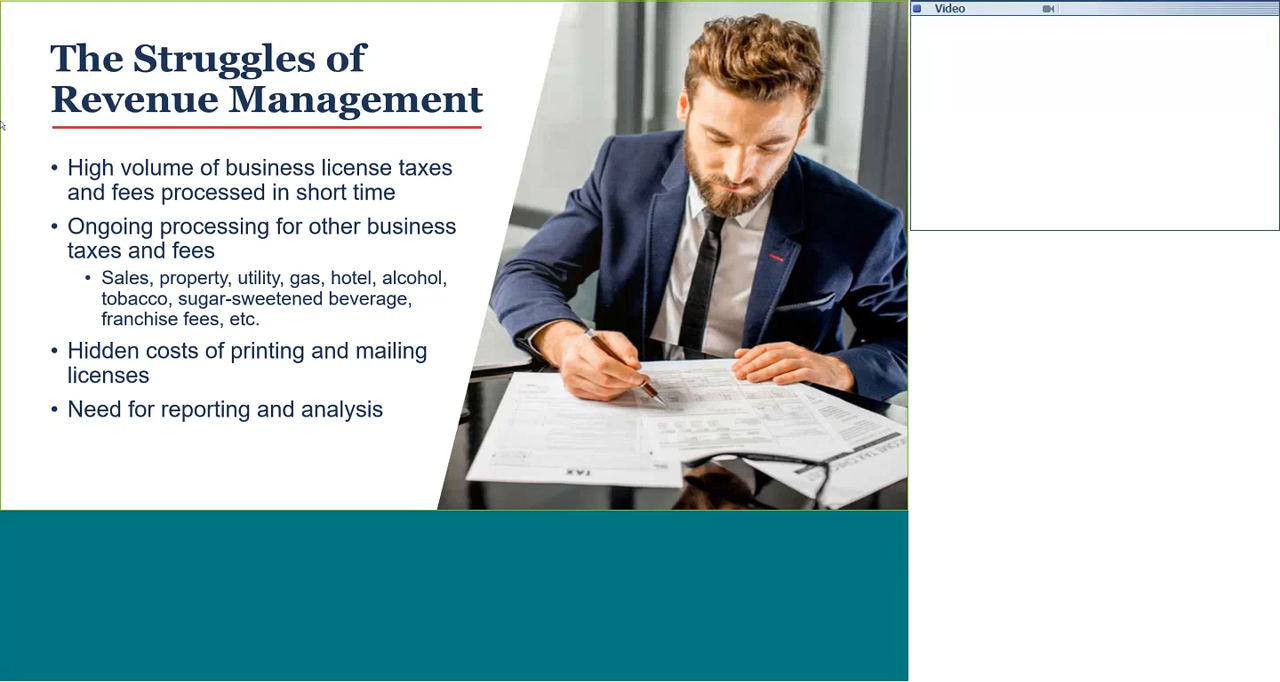 The Struggles of
Revenue Management
• High volume of business license taxes
and fees processed in short time
• Ongoing processing for other business
taxes and fees
• Sales, property, utility, gas, hotel, alcohol,
tobacco, sugar-sweetened beverage,
franchise fees, etc.
• Hidden costs of printing and mailing
licenses
• Need for reporting and analysis
TAX
Video